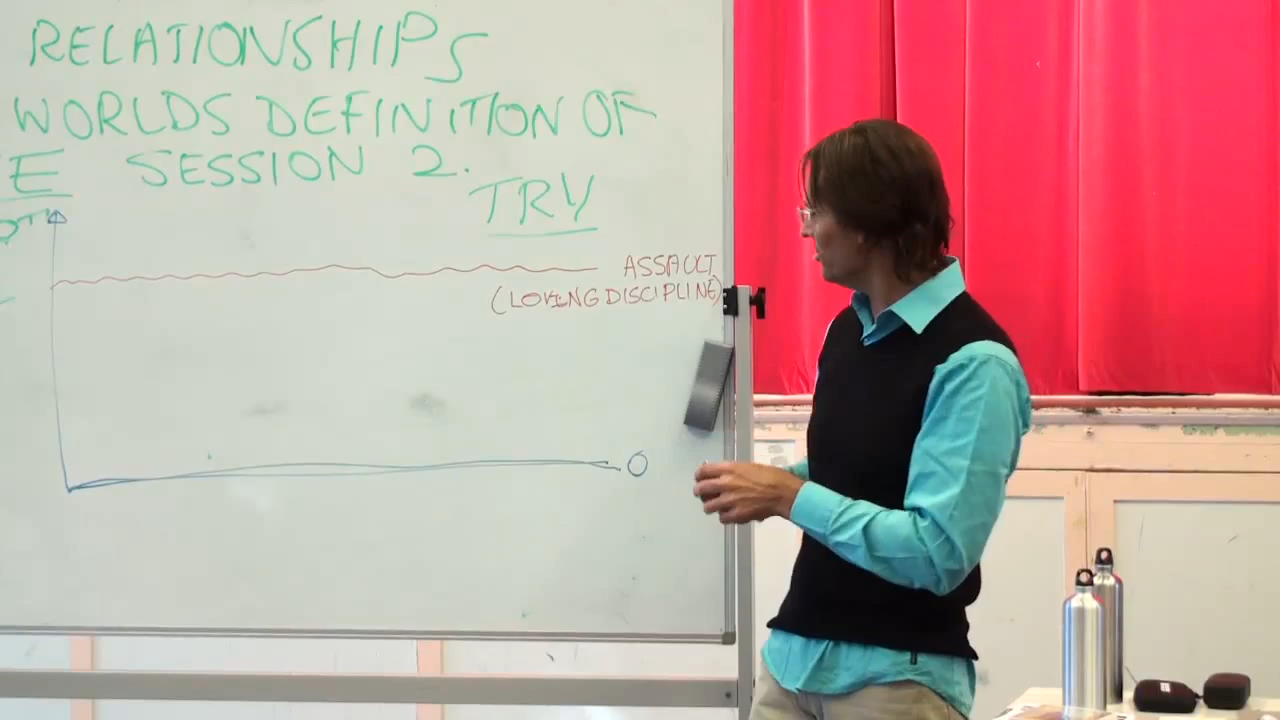 RELATIONSHIPS
WORLDS DEFINITION OF
E SESSION 2.
TRY
ASSAULT
(LOVING DISCIPLINE)
O